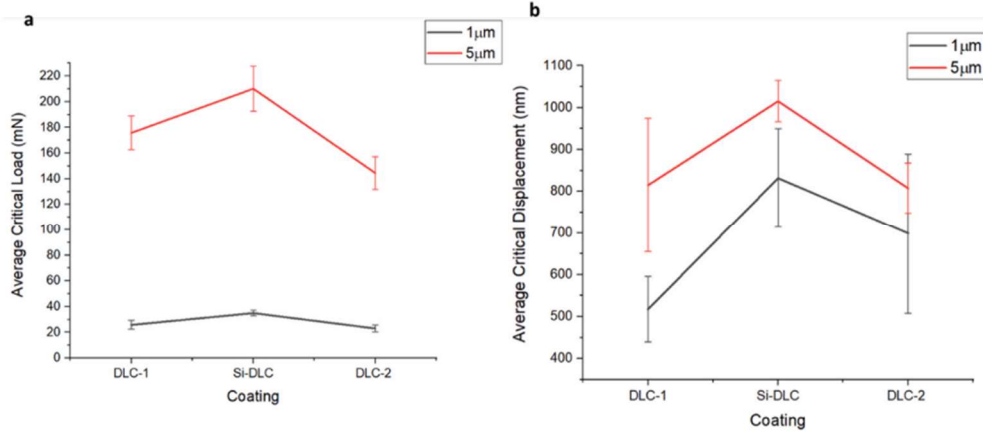 a
1μm
5μm
220
200
180
160
140
120
100
80
60
40
20
0
Average Critical Load (mN)
DLC-1 Si-DLC DLC-2
Coating
b
1μm
5μm
1100
1000
900
800
700
600
500
400
Average Critical Displacement (nm)
DLC-1 Si-DLC DLC-2
Coating